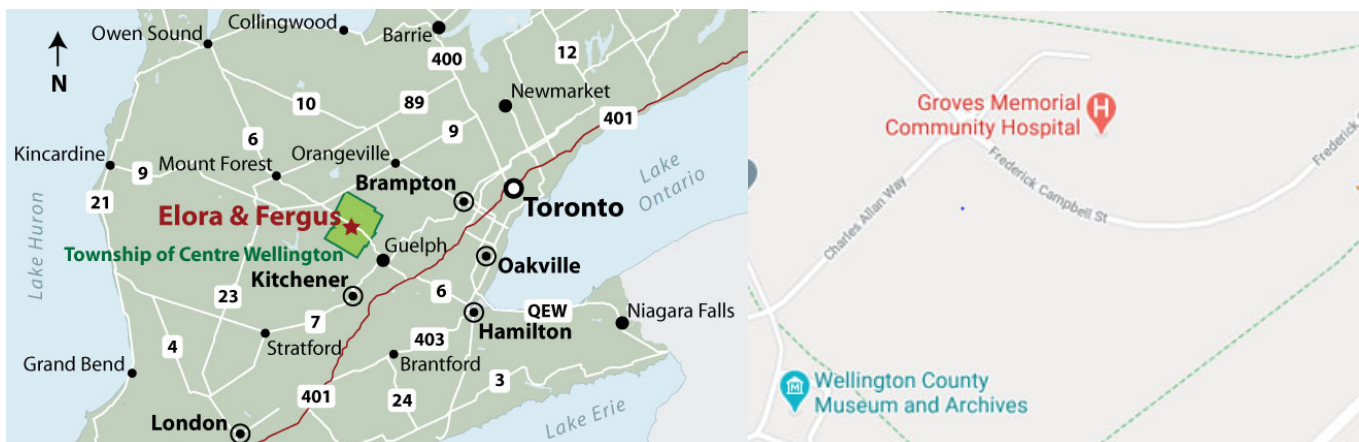 Owen Sound
Collingwood
Barrie
N
400
12
10
89
Newmarket
6
9
401
Kincardine
9
Mount Forest
Orangeville
21
Brampton
Lake
Ontario
Toronto
Elora & Fergus
Lake Huron
Township of Centre Wellington
Guelph
Kitchener
Oakville
23
6
QEW
7
Niagara Falls
Hamilton
4
Stratford
403
Grand Bend
Brantford
3
401
24
London
Lake Erie
Groves Memorial
Community Hospital
H
Frederick Campbell St
Frederick
Charles Allan Way
M
Wellington County
Museum and Archives